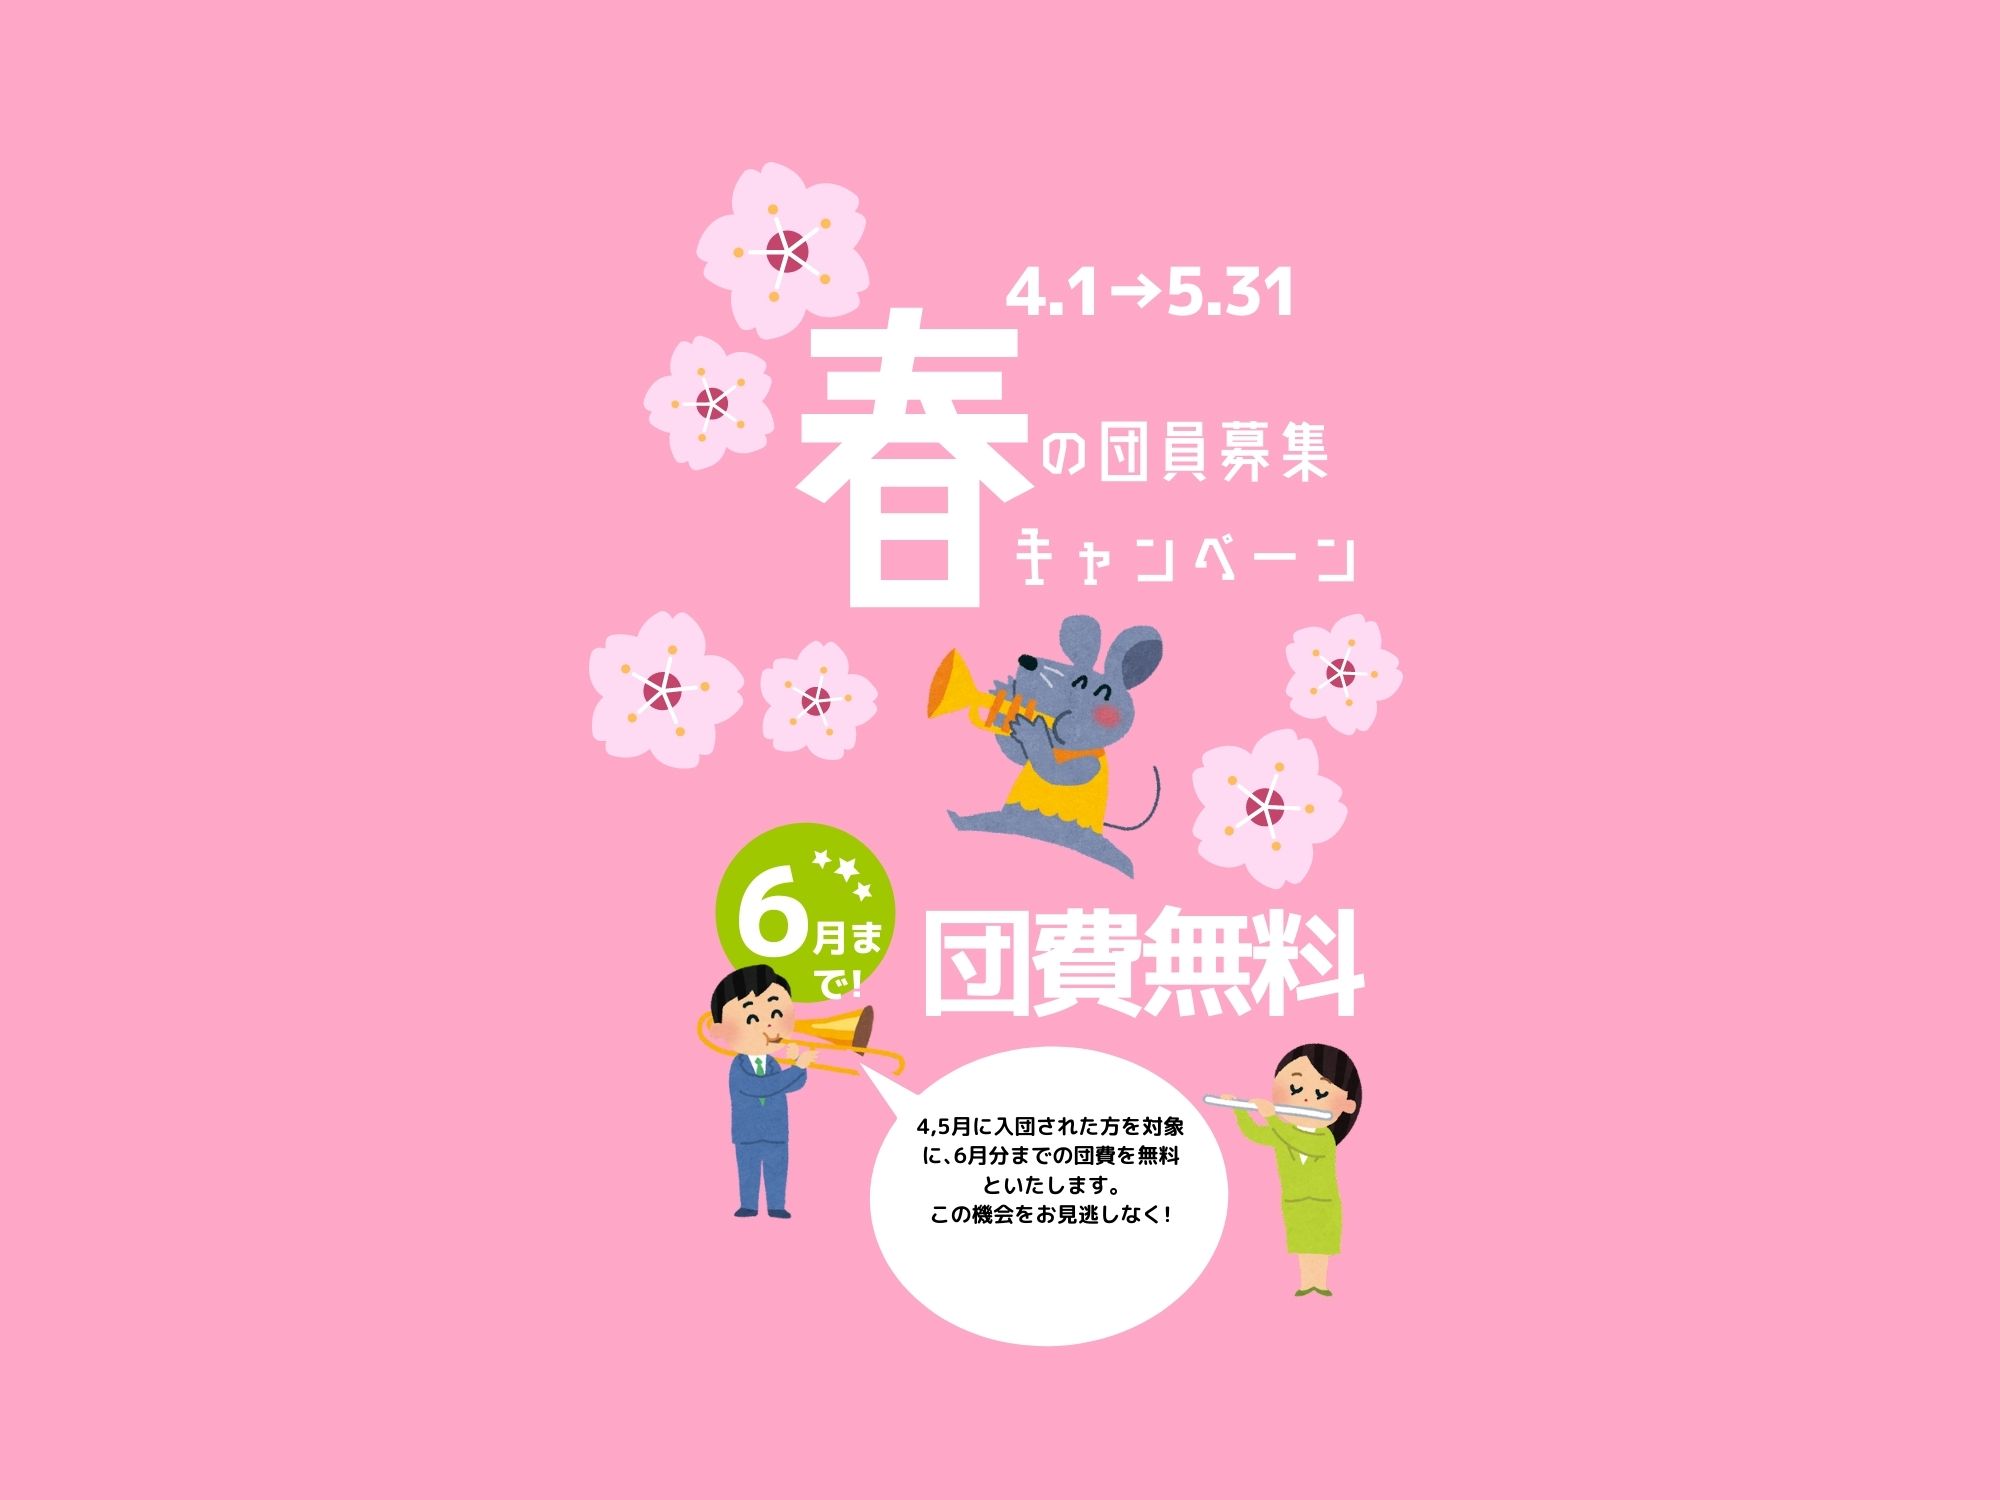 4.1→5.31
春の団員募集
キャンペーン
6月ま
で!
団費無料
4,5月に入団された方を対象
に、6月分までの団費を無料
といたします。
この機会をお見逃しなく!